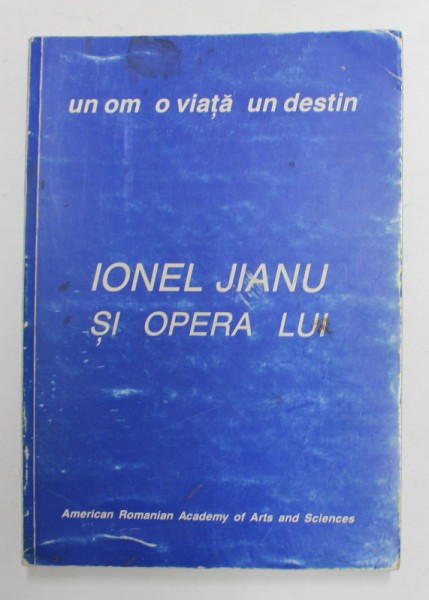 un om o viață un destin
IONEL JIANU
ȘI OPERA LUI
American Romanian Academy of Arts and Sciences